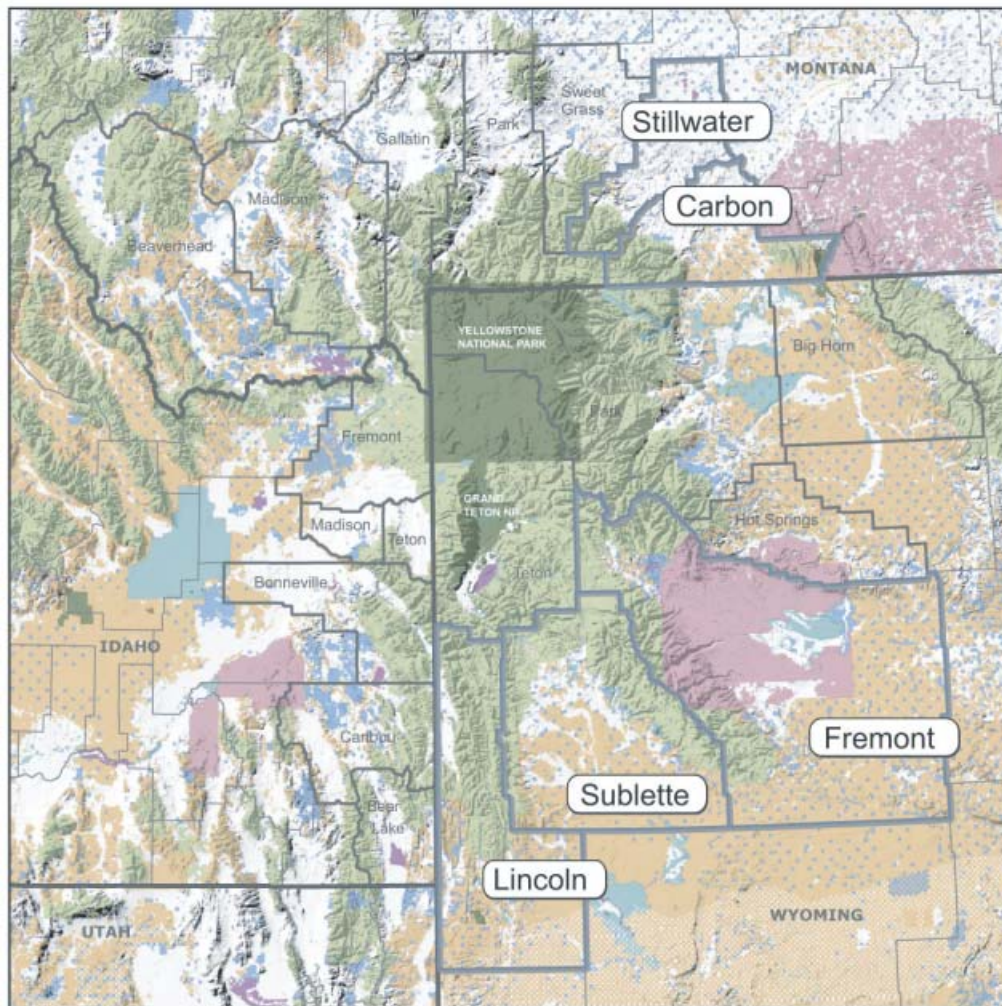 MONTANA
Sweet
Grass
Park
Gallatin
Stillwater
Madison
Carbon
Beaverhead
YELLOWSTONE
NATIONAL PARK
Big Horn
Park
Fremont
GRAND
TETON NP
Madison
Teton
Hot Springs
Teton
Bonneville
IDAHO
Caribou
Fremont
Sublette
Bear
Lake
Lincoln
WYOMING
UTAH